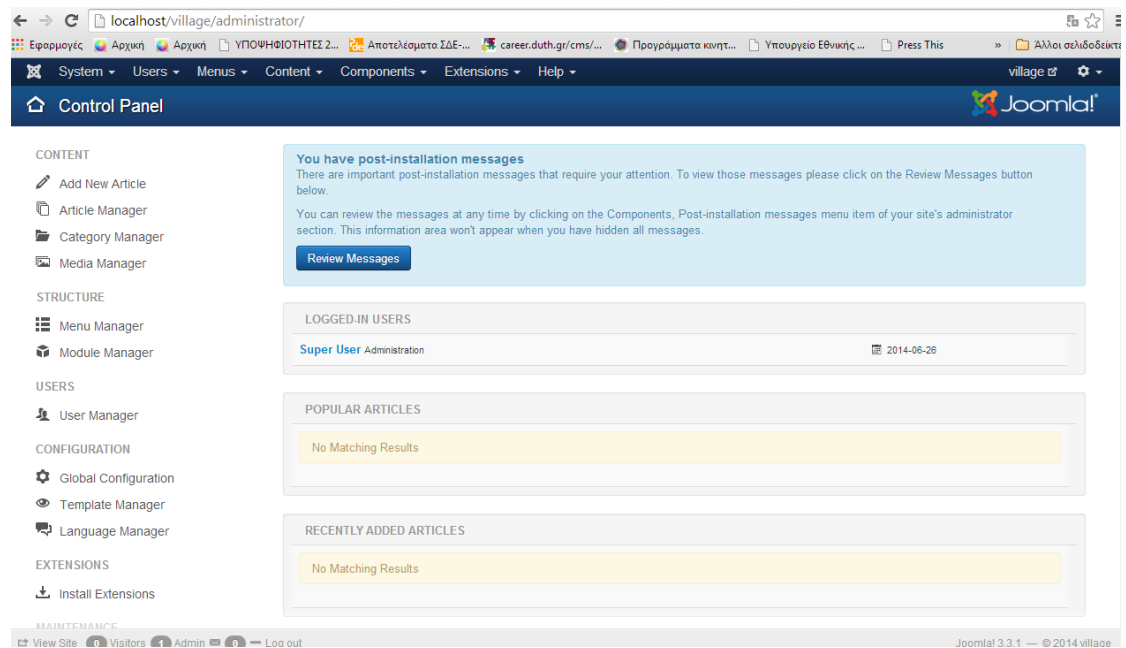 localhost/village/administrator/
Εφαρμογές Αρχική Αρχική ΥΠΟΨΗΦΙΟΤΗΤΕΣ 2... Αποτελέσματα ΣΔΕ-... career.duth.gr/cms/... Προγράμματα κινητ... Υπουργείο Εθνικής ... Press This » Άλλοι σελιδοδείκτε
System Users Menus Content Components Extensions Help village
Control Panel Joomla!®
CONTENT
Add New Article
Article Manager
Category Manager
Media Manager
STRUCTURE
Menu Manager
Module Manager
USERS
User Manager
CONFIGURATION
Global Configuration
Template Manager
Language Manager
EXTENSIONS
Install Extensions
MAINTENANCE
You have post-installation messages
There are important post-installation messages that require your attention. To view those messages please click on the Review Messages button
below.
You can review the messages at any time by clicking on the Components, Post-installation messages menu item of your site's administrator
section. This information area won't appear when you have hidden all messages.
Review Messages
LOGGED-IN USERS
Super User Administration 2014-06-26
POPULAR ARTICLES
No Matching Results
RECENTLY ADDED ARTICLES
No Matching Results
View Site 0 Visitors 1 Admin 0 Log out Joomla! 3.3.1 — © 2014 village